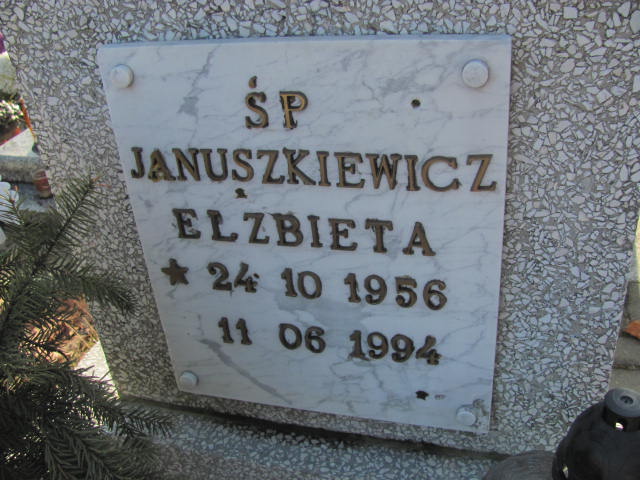 ŚP
JANUSZKIEWICZ
ELŻBIETA
★ 24 10 1956
11 06 1994